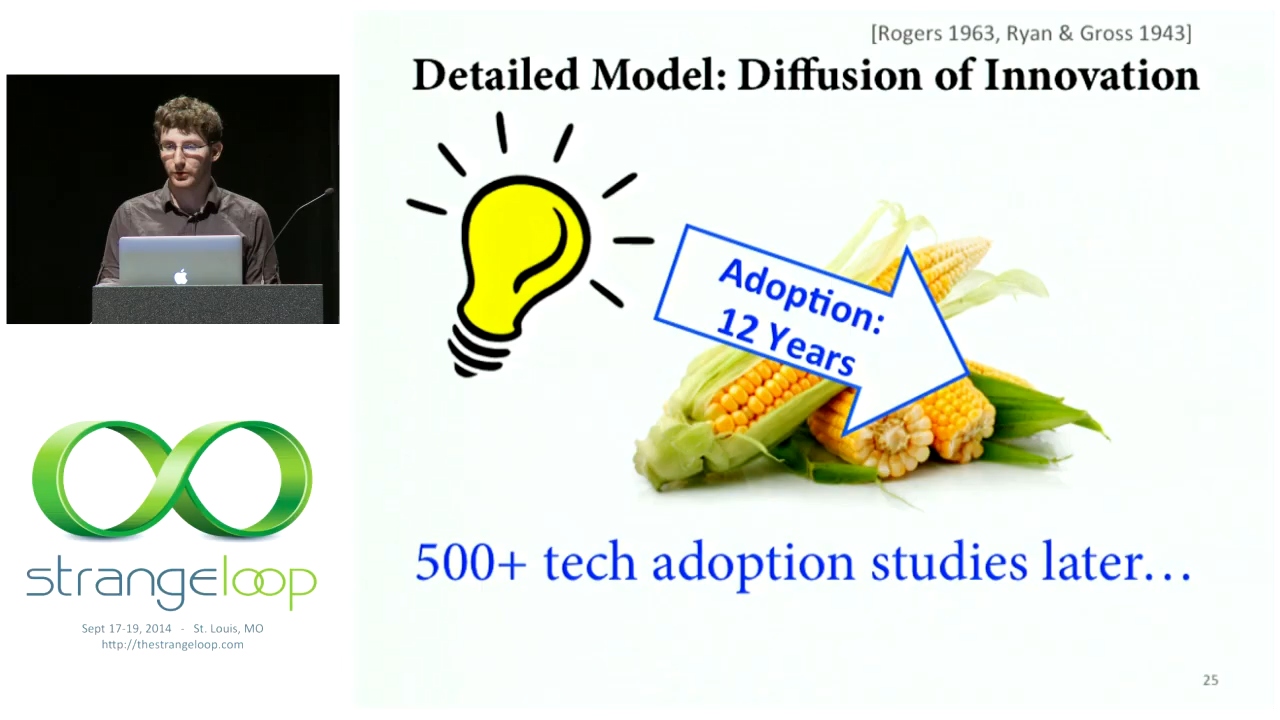 [Rogers 1963, Ryan & Gross 1943]
Detailed Model: Diffusion of Innovation
Adoption:
12 Years
500+ tech adoption studies later…
25
strangeloop
Sept 17-19, 2014 - St. Louis, MO
http://thestrangeloop.com